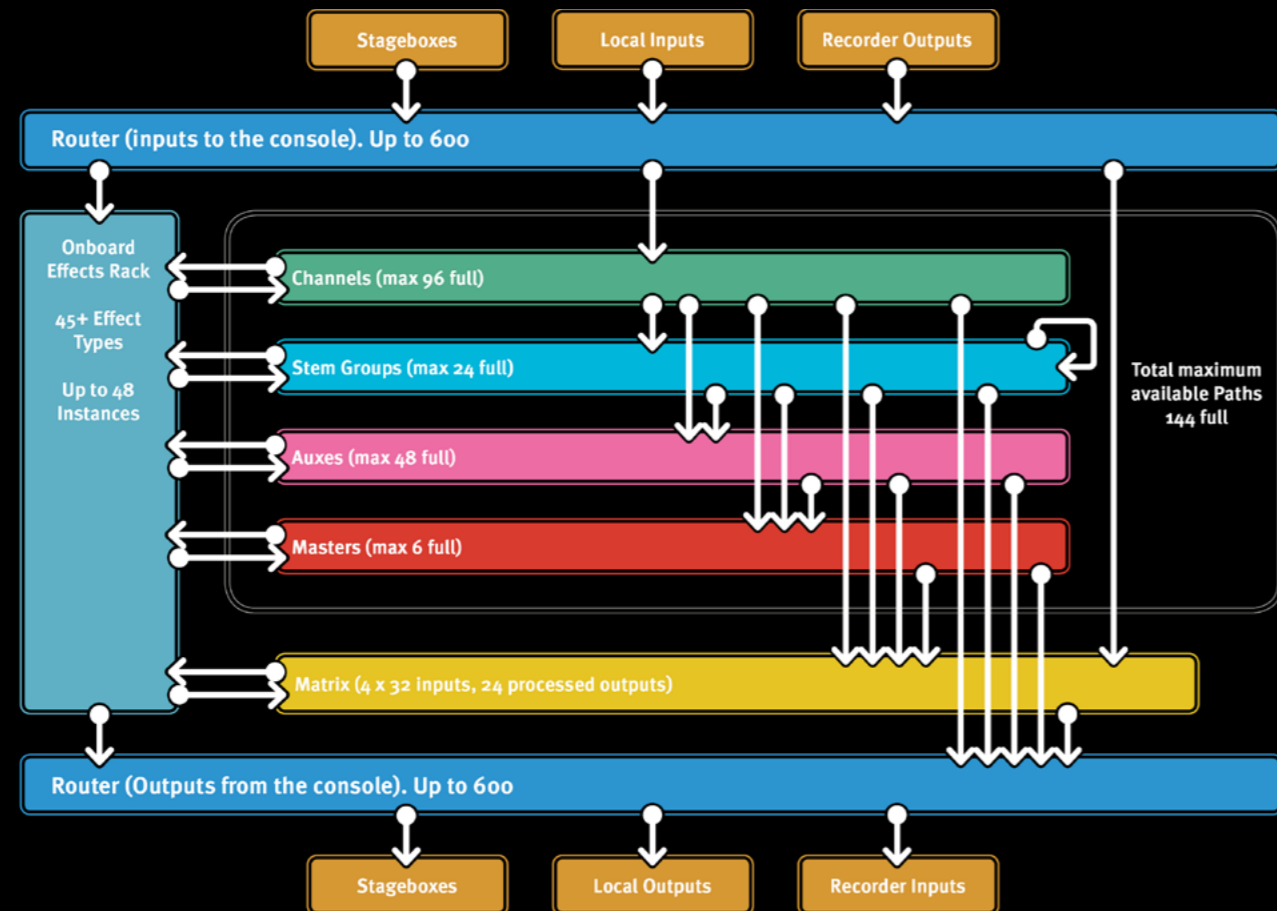 Stageboxes
Local Inputs
Recorder Outputs
Router (inputs to the console). Up to 600
Onboard
Effects Rack
45+ Effect
Types
Up to 48
Instances
Channels (max 96 full)
Stem Groups (max 24 full)
Auxes (max 48 full)
Masters (max 6 full)
Total maximum
available Paths
144 full
Matrix (4 x 32 inputs, 24 processed outputs)
Router (Outputs from the console). Up to 600
Stageboxes
Local Outputs
Recorder Inputs